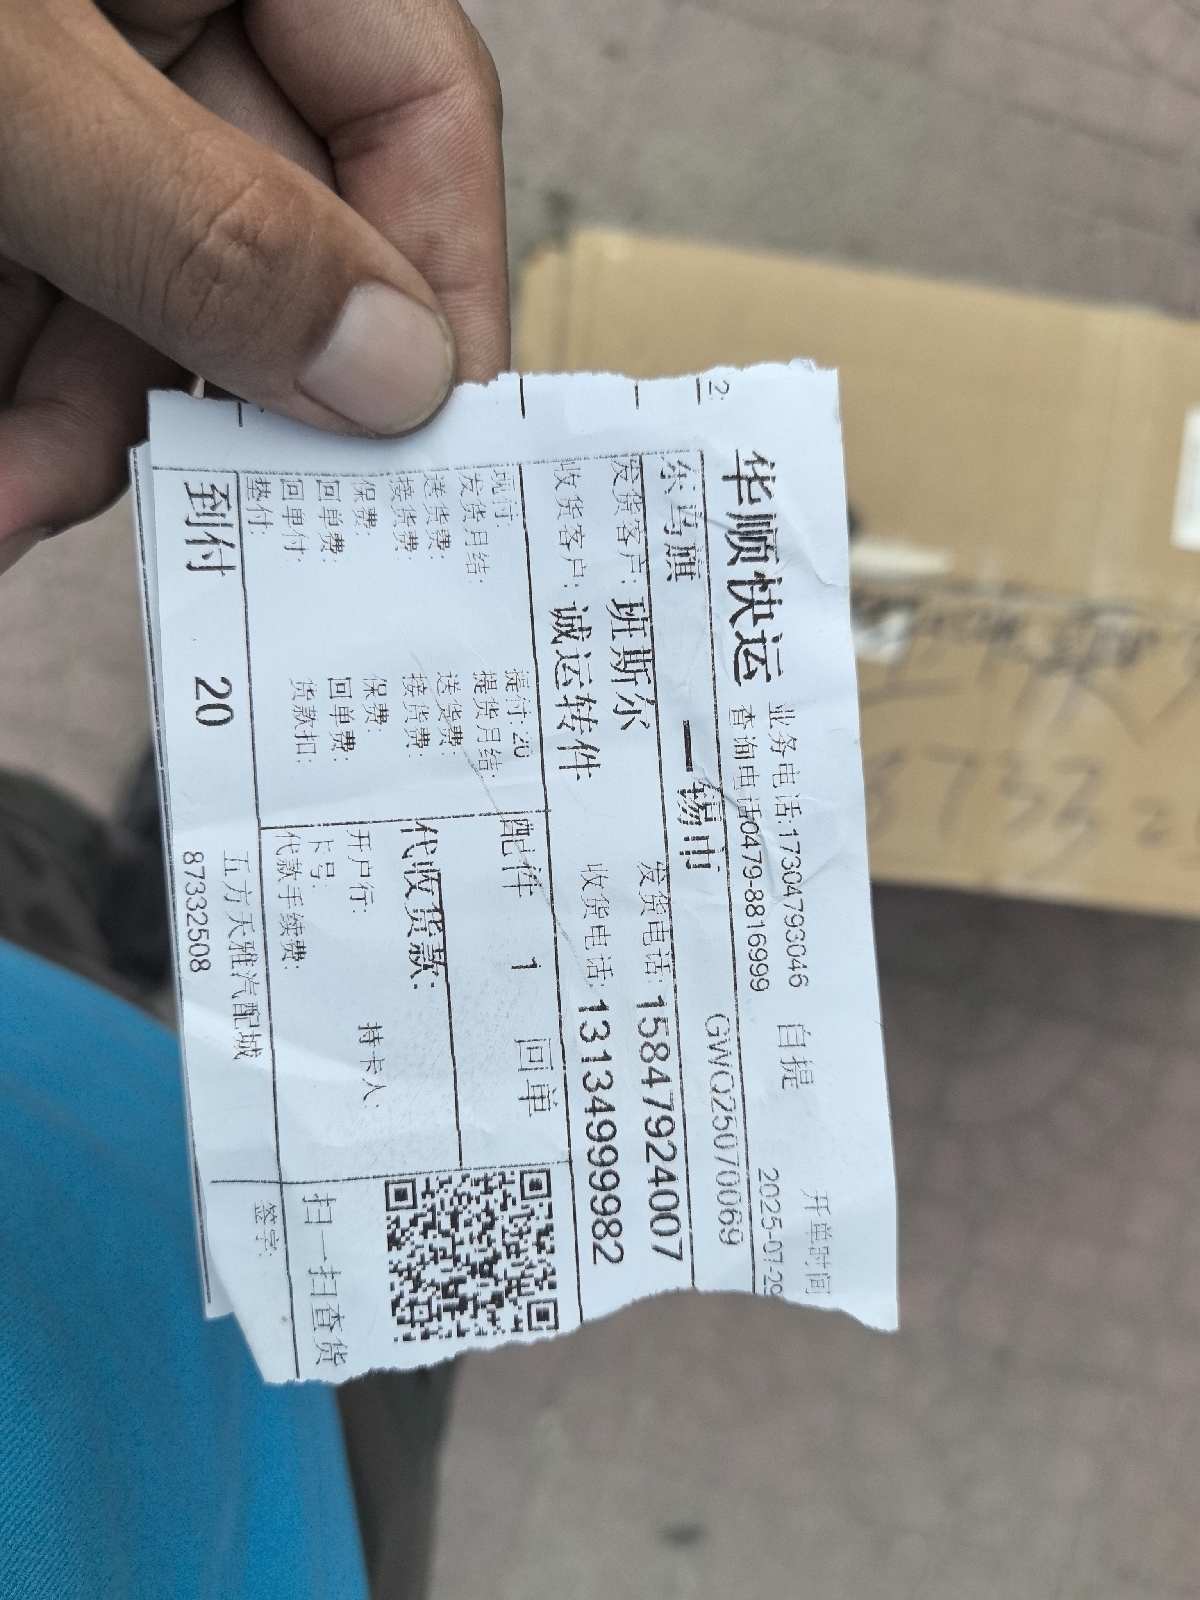 2:
华顺快运 业务电话:17304793046 自提 开单时间
查询电话0479-8816999 2025-07-29
东乌旗 — 锡市 GWQ25070069
发货客户: 班斯尔 发货电话: 15847924007
收货客户: 诚运转件 收货电话: 13134999982
现付: 提付: 20 配件 1 回单
发货月结: 提货月结:
送货费: 送货费: 代收货款:
接货费: 接货费:
保费: 保费: 开户行: 持卡人:
回单费: 回单费: 卡号:
回单付: 货款扣: 代款手续费: 扫一扫查货
垫付:
到付 20 五方天雅汽配城 签字:
87332508